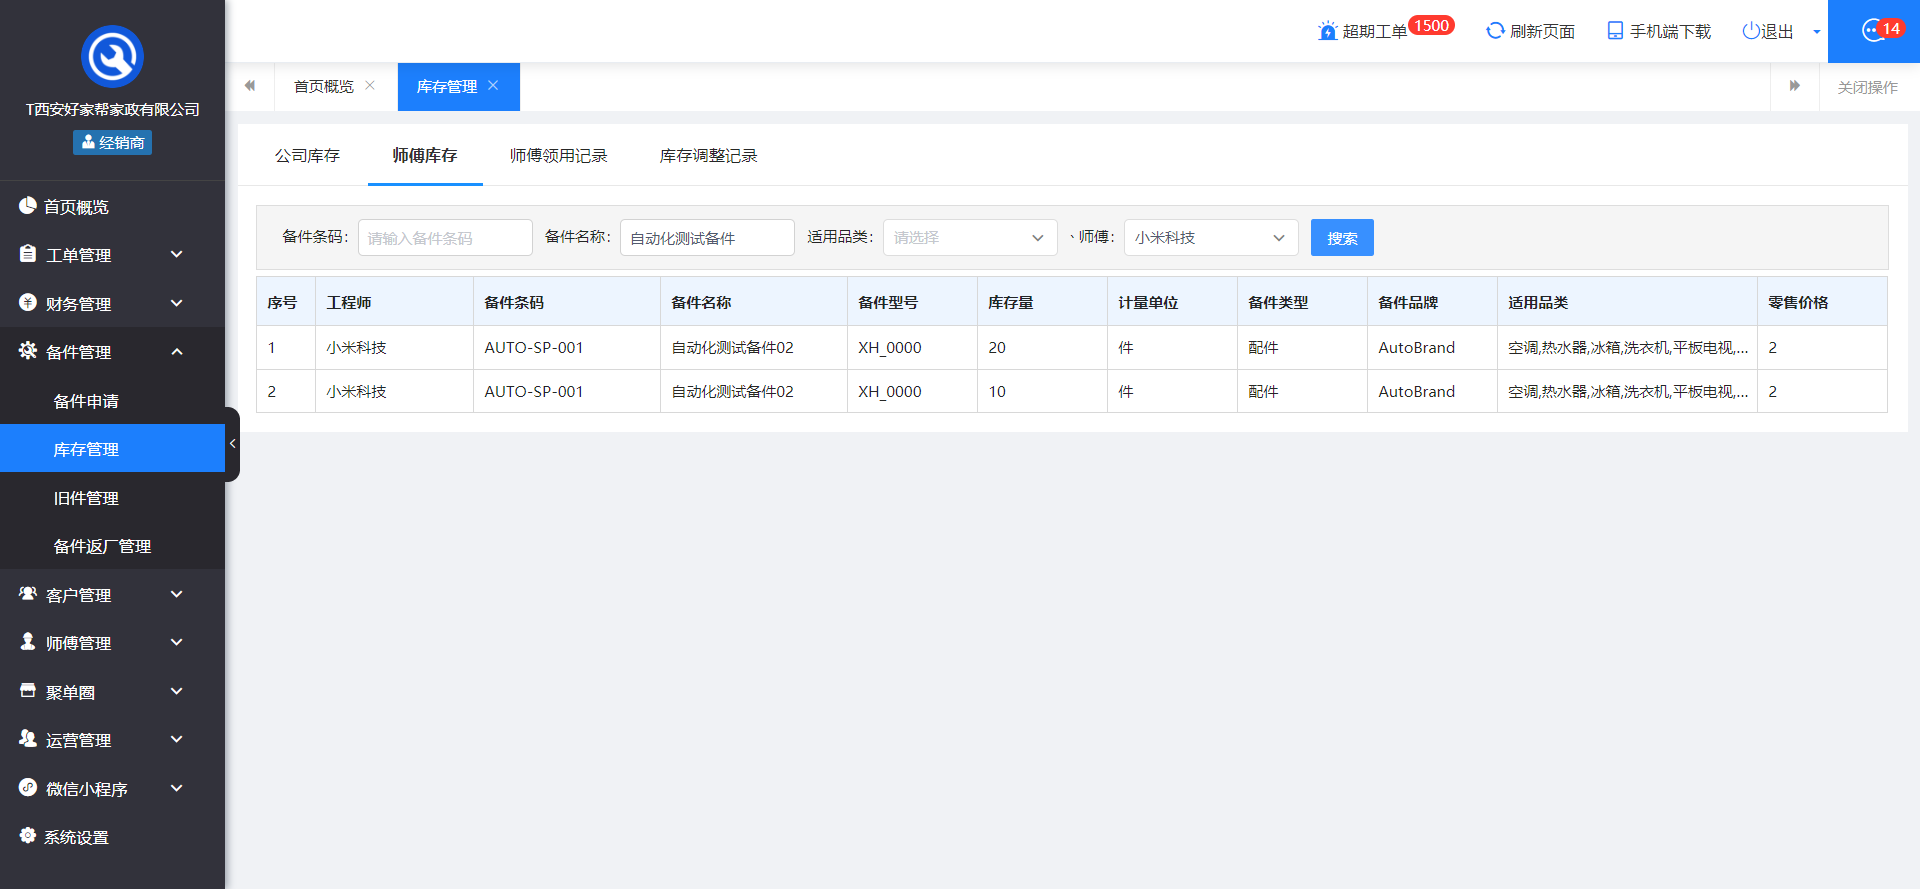 超期工单 1500 刷新页面 手机端下载 退出 14
T西安好家帮家政有限公司
经销商
首页概览 库存管理 关闭操作
首页概览
工单管理
财务管理
备件管理
备件申请
库存管理
旧件管理
备件返厂管理
客户管理
师傅管理
聚单圈
运营管理
微信小程序
系统设置
公司库存 师傅库存 师傅领用记录 库存调整记录
备件条码： 请输入备件条码 备件名称： 自动化测试备件 适用品类： 请选择 、师傅： 小米科技 搜索
序号 工程师 备件条码 备件名称 备件型号 库存量 计量单位 备件类型 备件品牌 适用品类 零售价格
1 小米科技 AUTO-SP-001 自动化测试备件02 XH_0000 20 件 配件 AutoBrand 空调,热水器,冰箱,洗衣机,平板电视,... 2
2 小米科技 AUTO-SP-001 自动化测试备件02 XH_0000 10 件 配件 AutoBrand 空调,热水器,冰箱,洗衣机,平板电视,... 2